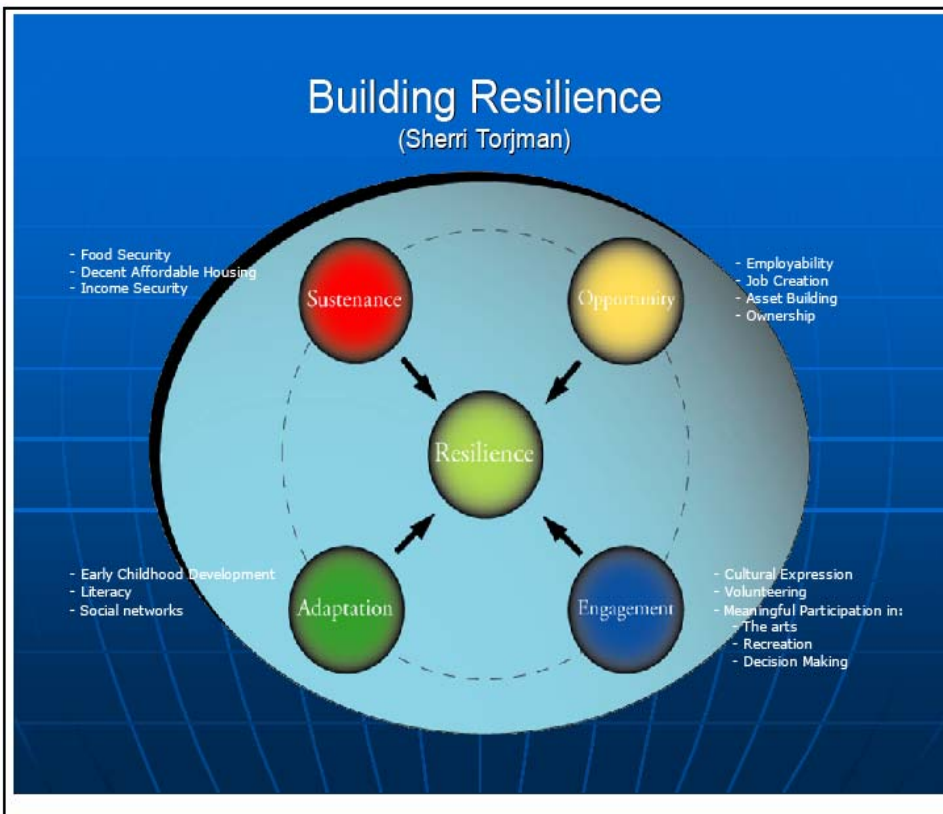 Building Resilience
(Sherri Torjman)
- Food Security
- Decent Affordable Housing
- Income Security
Sustenance
Opportunity
- Employability
- Job Creation
- Asset Building
- Ownership
Resilience
- Early Childhood Development
- Literacy
- Social networks
Adaptation
Engagement
- Cultural Expression
- Volunteering
- Meaningful Participation in:
- The arts
- Recreation
- Decision Making